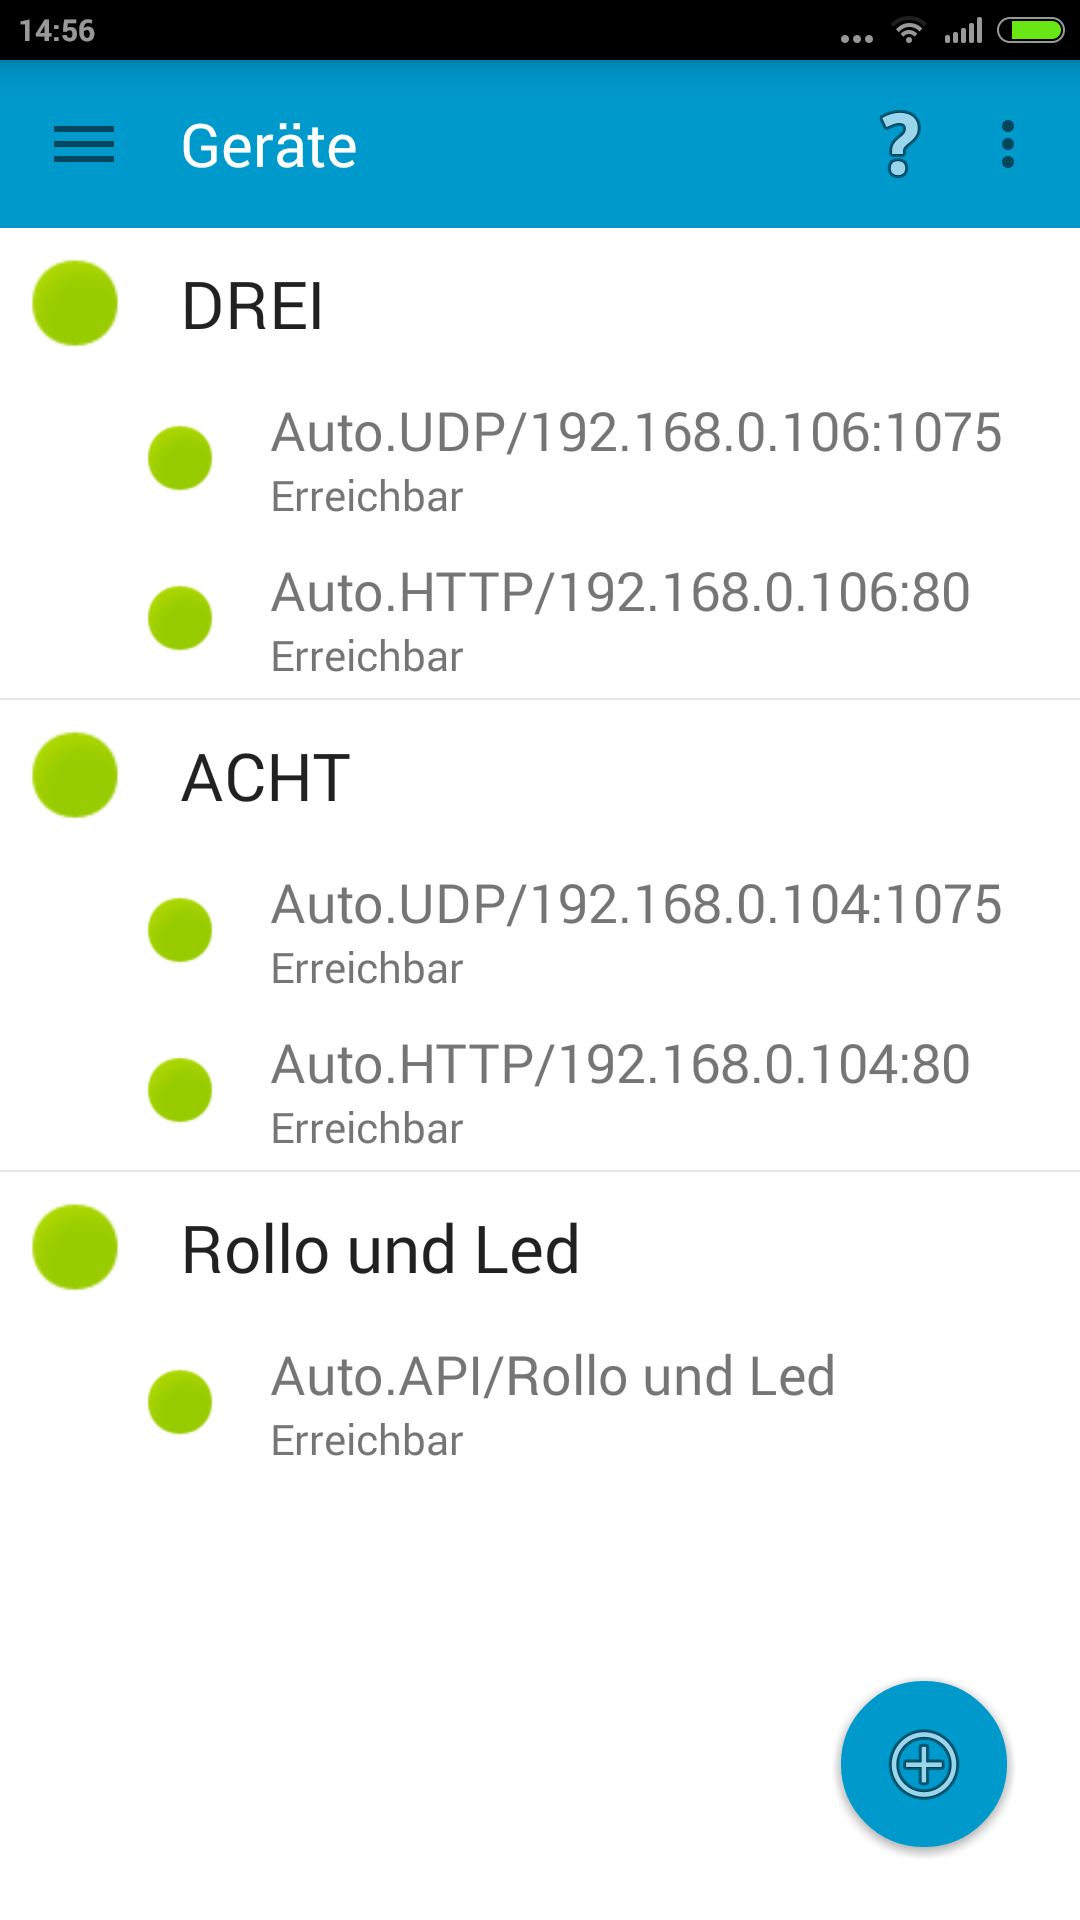 14:56
Geräte
DREI
Auto.UDP/192.168.0.106:1075
Erreichbar
Auto.HTTP/192.168.0.106:80
Erreichbar
ACHT
Auto.UDP/192.168.0.104:1075
Erreichbar
Auto.HTTP/192.168.0.104:80
Erreichbar
Rollo und Led
Auto.API/Rollo und Led
Erreichbar